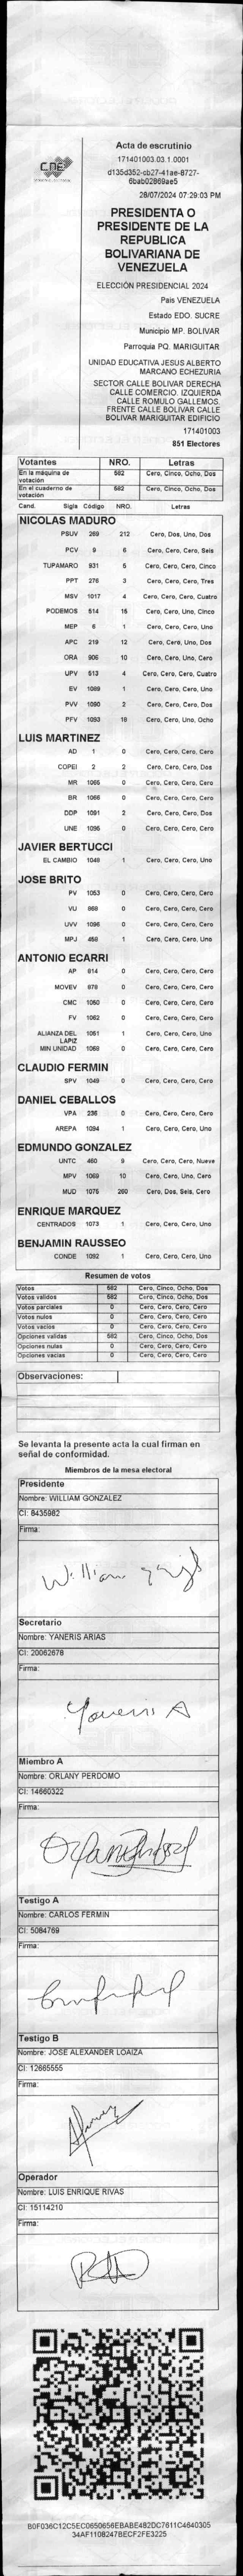 CNE
Acta de escrutinio
171401003.03.1.0001
d135d352-cb27-41ae-8727-
6bab02869ae5
28/07/2024 07:29:03 PM
PRESIDENTA O
PRESIDENTE DE LA
REPUBLICA
BOLIVARIANA DE
VENEZUELA
ELECCIÓN PRESIDENCIAL 2024
Pais VENEZUELA
Estado EDO. SUCRE
Municipio MP. BOLIVAR
Parroquia PQ. MARIGUITAR
UNIDAD EDUCATIVA JESUS ALBERTO
MARCANO ECHEZURIA
SECTOR CALLE BOLIVAR DERECHA
CALLE COMERCIO. IZQUIERDA
CALLE ROMULO GALLEMOS.
FRENTE CALLE BOLIVAR CALLE
BOLIVAR MARIGUITAR EDIFICIO
171401003
851 Electores
Votantes NRO. Letras
En la máquina de votación 582 Cero, Cinco, Ocho, Dos
En el cuaderno de votación 582 Cero, Cinco, Ocho, Dos
Cand. Sigla Código NRO. Letras
NICOLAS MADURO
PSUV 269 212 Cero, Dos, Uno, Dos
PCV 9 6 Cero, Cero, Cero, Seis
TUPAMARO 931 5 Cero, Cero, Cero, Cinco
PPT 276 3 Cero, Cero, Cero, Tres
MSV 1017 4 Cero, Cero, Cero, Cuatro
PODEMOS 514 15 Cero, Cero, Uno, Cinco
MEP 6 1 Cero, Cero, Cero, Uno
APC 219 12 Cero, Cero, Uno, Dos
ORA 906 10 Cero, Cero, Uno, Cero
UPV 513 4 Cero, Cero, Cero, Cuatro
EV 1089 1 Cero, Cero, Cero, Uno
PVV 1090 2 Cero, Cero, Cero, Dos
PFV 1093 18 Cero, Cero, Uno, Ocho
LUIS MARTINEZ
AD 1 0 Cero, Cero, Cero, Cero
COPEI 2 2 Cero, Cero, Cero, Dos
MR 1065 0 Cero, Cero, Cero, Cero
BR 1066 0 Cero, Cero, Cero, Cero
DDP 1091 2 Cero, Cero, Cero, Dos
UNE 1095 0 Cero, Cero, Cero, Cero
JAVIER BERTUCCI
EL CAMBIO 1048 1 Cero, Cero, Cero, Uno
JOSE BRITO
PV 1053 0 Cero, Cero, Cero, Cero
VU 868 0 Cero, Cero, Cero, Cero
UVV 1096 0 Cero, Cero, Cero, Cero
MPJ 459 1 Cero, Cero, Cero, Uno
ANTONIO ECARRI
AP 814 0 Cero, Cero, Cero, Cero
MOVEV 878 0 Cero, Cero, Cero, Cero
CMC 1050 0 Cero, Cero, Cero, Cero
FV 1062 0 Cero, Cero, Cero, Cero
ALIANZA DEL LAPIZ 1051 1 Cero, Cero, Cero, Uno
MIN UNIDAD 1068 0 Cero, Cero, Cero, Cero
CLAUDIO FERMIN
SPV 1049 0 Cero, Cero, Cero, Cero
DANIEL CEBALLOS
VPA 236 0 Cero, Cero, Cero, Cero
AREPA 1094 1 Cero, Cero, Cero, Uno
EDMUNDO GONZALEZ
UNTC 460 9 Cero, Cero, Cero, Nueve
MPV 1069 10 Cero, Cero, Uno, Cero
MUD 1075 260 Cero, Dos, Seis, Cero
ENRIQUE MARQUEZ
CENTRADOS 1073 1 Cero, Cero, Cero, Uno
BENJAMIN RAUSSEO
CONDE 1092 1 Cero, Cero, Cero, Uno
Resumen de votos
Votos 582 Cero, Cinco, Ocho, Dos
Votos validos 582 Cero, Cinco, Ocho, Dos
Votos parciales 0 Cero, Cero, Cero, Cero
Votos nulos 0 Cero, Cero, Cero, Cero
Votos vacios 0 Cero, Cero, Cero, Cero
Opciones validas 582 Cero, Cinco, Ocho, Dos
Opciones nulas 0 Cero, Cero, Cero, Cero
Opciones vacias 0 Cero, Cero, Cero, Cero
Observaciones:
Se levanta la presente acta la cual firman en
señal de conformidad.
Miembros de la mesa electoral
Presidente
Nombre: WILLIAM GONZALEZ
CI: 8435982
Firma:
William
Secretario
Nombre: YANERIS ARIAS
CI: 20062678
Firma:
Yaneris A
Miembro A
Nombre: ORLANY PERDOMO
CI: 14660322
Firma:
Testigo A
Nombre: CARLOS FERMIN
CI: 5084769
Firma:
Testigo B
Nombre: JOSE ALEXANDER LOAIZA
CI: 12665555
Firma:
Operador
Nombre: LUIS ENRIQUE RIVAS
CI: 15114210
Firma:
B0F036C12C5EC0650656EBABE482DC7611C4640305
34AF1108247BECF2FE3225